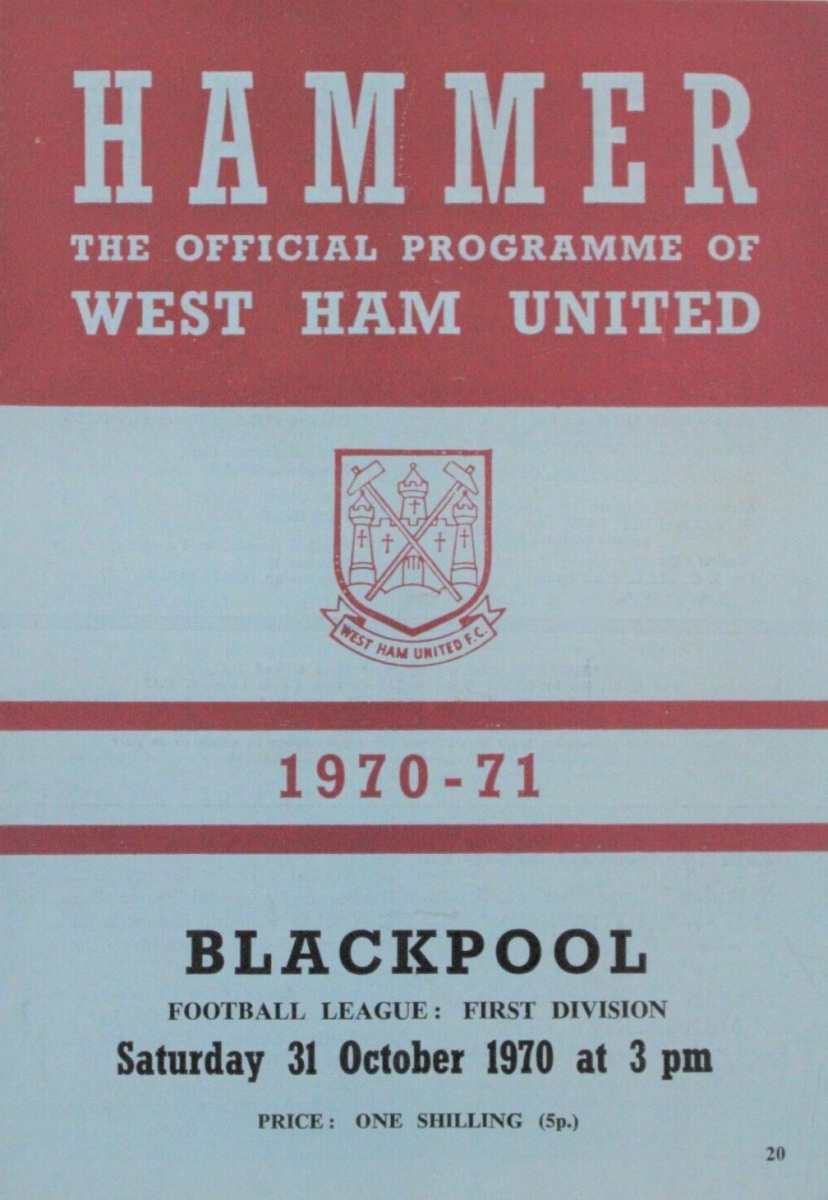 HAMMER
THE OFFICIAL PROGRAMME OF
WEST HAM UNITED
WEST HAM UNITED F.C.
1970-71
BLACKPOOL
FOOTBALL LEAGUE: FIRST DIVISION
Saturday 31 October 1970 at 3 pm
PRICE: ONE SHILLING (5p.)
20